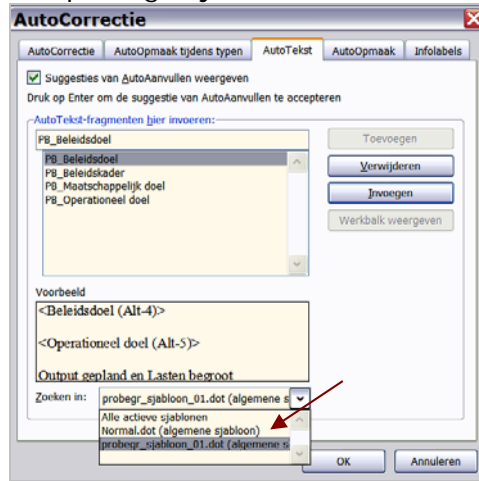 AutoCorrectie
AutoCorrectie AutoOpmaak tijdens typen AutoTekst AutoOpmaak Infolabels
Suggesties van AutoAanvullen weergeven
Druk op Enter om de suggestie van AutoAanvullen te accepteren
AutoTekst-fragmenten hier invoeren:
PB_Beleidsdoel Toevoegen
PB_Beleidsdoel
PB_Beleidskader
PB_Maatschappelijk doel
PB_Operationeel doel
Verwijderen
Invoegen
Werkbalk weergeven
Voorbeeld
<Beleidsdoel (Alt-4)>
<Operationeel doel (Alt-5)>
Output gepland en Lasten begroot
Zoeken in: probegr_sjabloon_01.dot (algemene s
Alle actieve sjablonen
Normal.dot (algemene sjabloon)
probegr_sjabloon_01.dot (algemene s
OK Annuleren